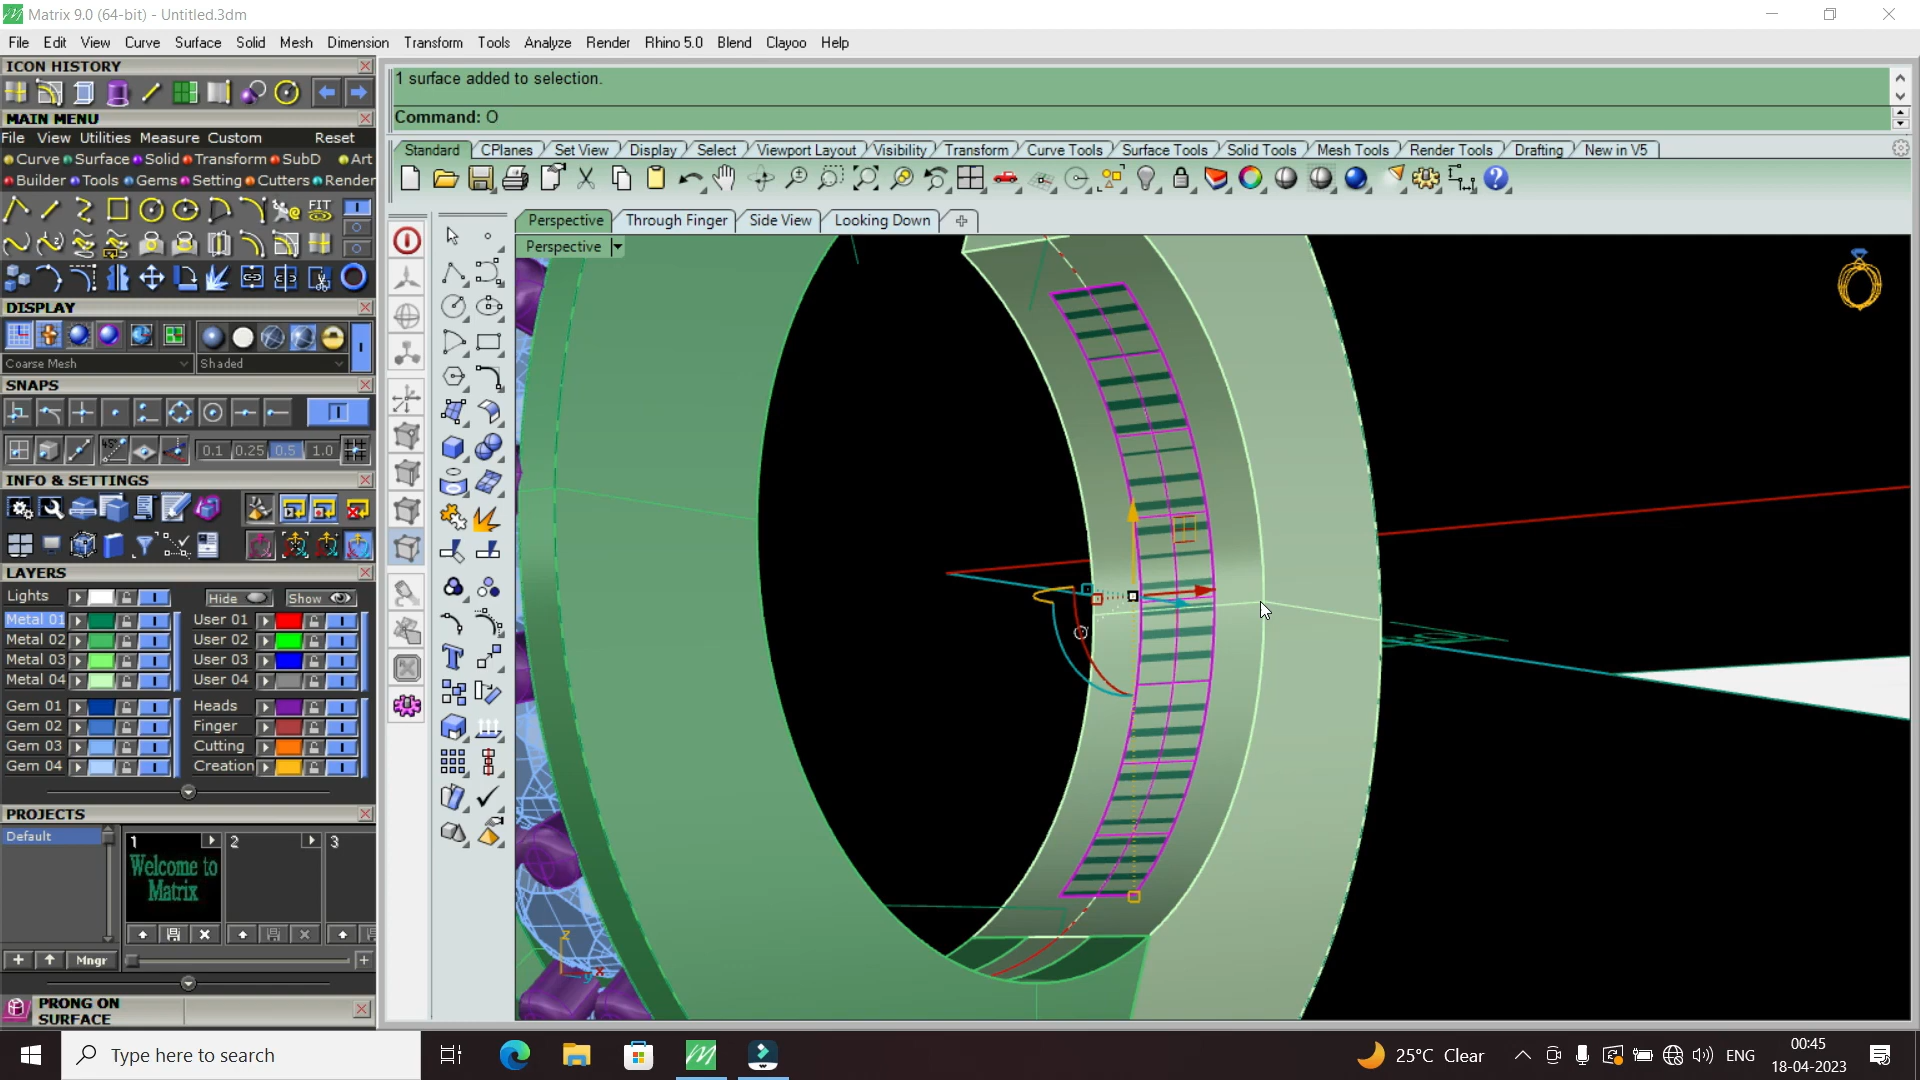 Matrix 9.0 (64-bit) - Untitled.3dm
File Edit View Curve Surface Solid Mesh Dimension Transform Tools Analyze Render Rhino 5.0 Blend Clayoo Help
ICON HISTORY
1 surface added to selection.
Command: O
MAIN MENU
File View Utilities Measure Custom Reset
Curve Surface Solid Transform SubD Art
Builder Tools Gems Setting Cutters Render
FIT
Standard CPlanes Set View Display Select Viewport Layout Visibility Transform Curve Tools Surface Tools Solid Tools Mesh Tools Render Tools Drafting New in V5
Perspective Through Finger Side View Looking Down
Perspective
DISPLAY
Coarse Mesh Shaded
SNAPS
0.1 0.25 0.5 1.0
INFO & SETTINGS
LAYERS
Lights Hide Show
Metal 01 User 01
Metal 02 User 02
Metal 03 User 03
Metal 04 User 04
Gem 01 Heads
Gem 02 Finger
Gem 03 Cutting
Gem 04 Creation
PROJECTS
Default
1 2 3
Welcome to
Matrix
Mngr
PRONG ON
SURFACE
z
x
Type here to search
25°C Clear
ENG
00:45
18-04-2023